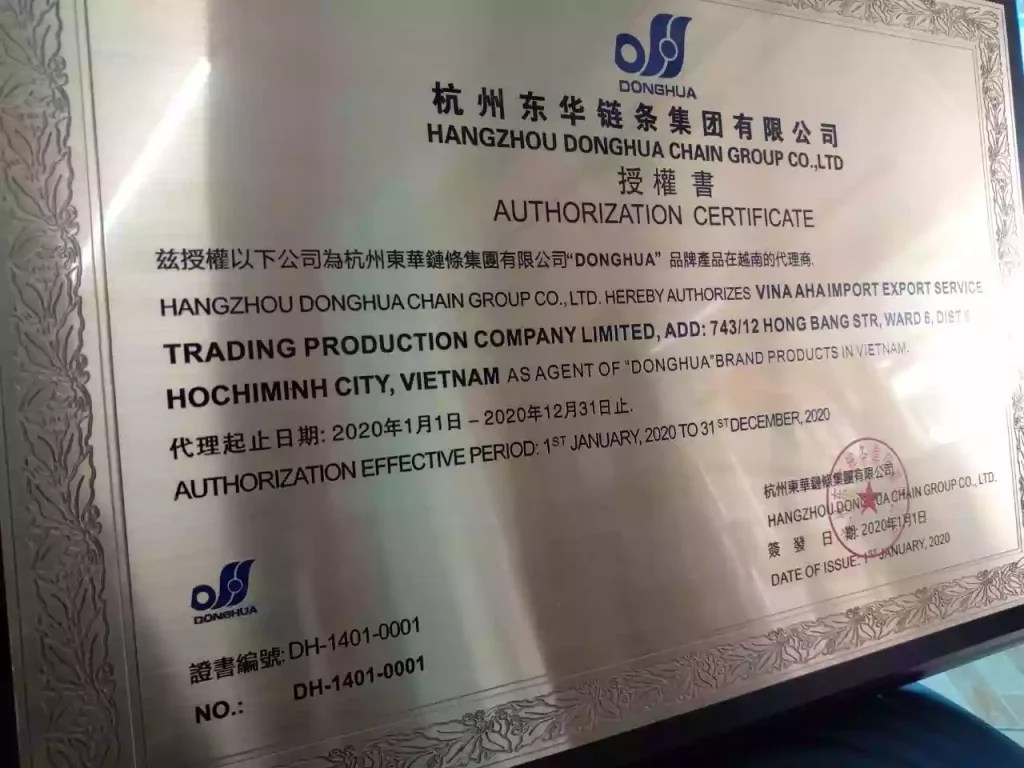 DONGHUA
杭州东华链条集团有限公司
HANGZHOU DONGHUA CHAIN GROUP CO.,LTD
授權書
AUTHORIZATION CERTIFICATE
茲授權以下公司為杭州東華鏈條集團有限公司“DONGHUA” 品牌產品在越南的代理商.
HANGZHOU DONGHUA CHAIN GROUP CO., LTD. HEREBY AUTHORIZES VINA AHA IMPORT EXPORT SERVICE
TRADING PRODUCTION COMPANY LIMITED, ADD: 743/12 HONG BANG STR, WARD 6, DIST 6
HOCHIMINH CITY, VIETNAM AS AGENT OF “DONGHUA” BRAND PRODUCTS IN VIETNAM.
代理起止日期: 2020年1月1日 – 2020年12月31日止.
AUTHORIZATION EFFECTIVE PERIOD: 1ST JANUARY, 2020 TO 31ST DECEMBER, 2020
杭州東華鏈條集團有限公司
HANGZHOU DONGHUA CHAIN GROUP CO., LTD.
簽發日期: 2020年1月1日
DATE OF ISSUE: 1ST JANUARY, 2020
DONGHUA
證書編號: DH-1401-0001
NO.: DH-1401-0001